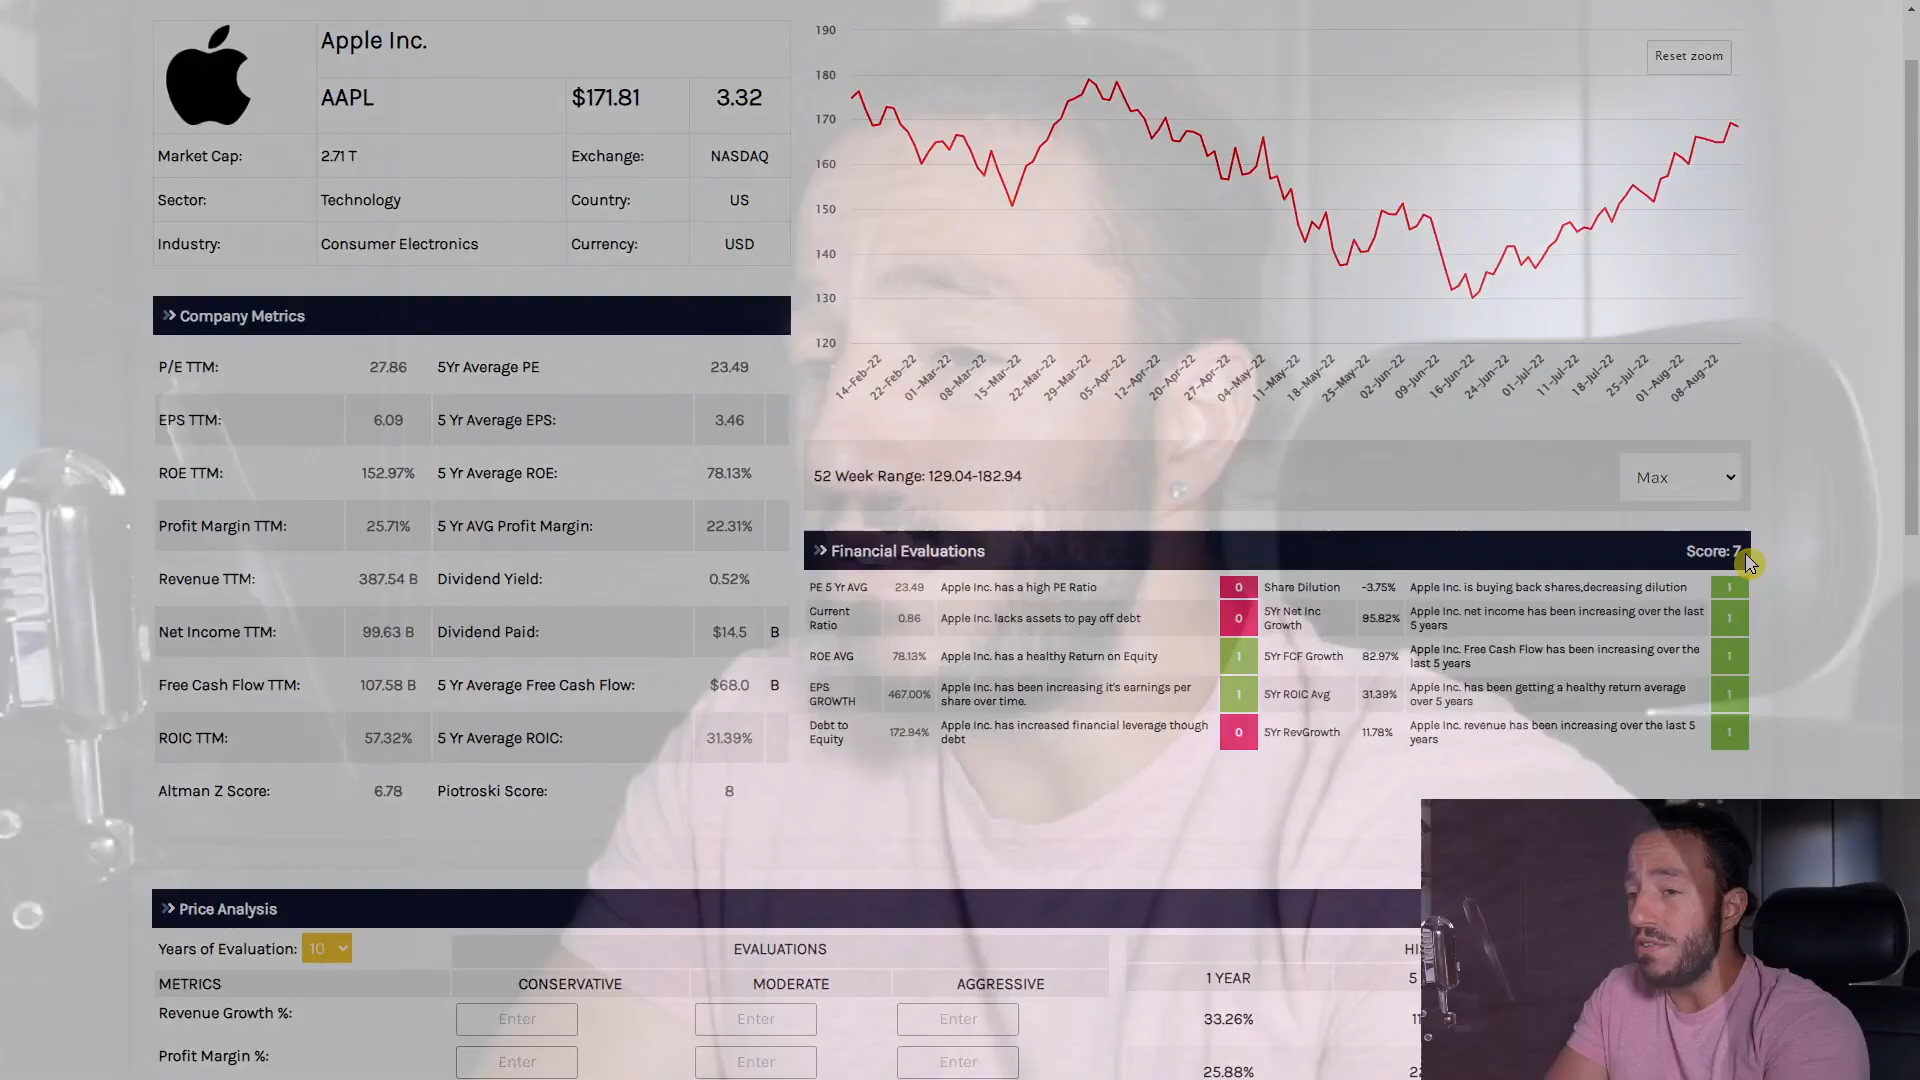 Apple Inc.
AAPL $171.81 3.32
Market Cap: 2.71 T Exchange: NASDAQ
Sector: Technology Country: US
Industry: Consumer Electronics Currency: USD
Company Metrics
P/E TTM: 27.86 5Yr Average PE 23.49
EPS TTM: 6.09 5 Yr Average EPS: 3.46
ROE TTM: 152.97% 5 Yr Average ROE: 78.13%
Profit Margin TTM: 25.71% 5 Yr AVG Profit Margin: 22.31%
Revenue TTM: 387.54 B Dividend Yield: 0.52%
Net Income TTM: 99.63 B Dividend Paid: $14.5 B
Free Cash Flow TTM: 107.58 B 5 Yr Average Free Cash Flow: $68.0 B
ROIC TTM: 57.32% 5 Yr Average ROIC: 31.39%
Altman Z Score: 6.78 Piotroski Score: 8
190
180
170
160
150
140
130
120
Reset zoom
14-Feb-22 22-Feb-22 01-Mar-22 08-Mar-22 15-Mar-22 22-Mar-22 29-Mar-22 05-Apr-22 12-Apr-22 20-Apr-22 27-Apr-22 04-May-22 11-May-22 18-May-22 25-May-22 02-Jun-22 09-Jun-22 16-Jun-22 24-Jun-22 01-Jul-22 11-Jul-22 18-Jul-22 25-Jul-22 01-Aug-22 08-Aug-22
52 Week Range: 129.04-182.94 Max
Financial Evaluations Score: 7
PE 5 Yr AVG 23.49 Apple Inc. has a high PE Ratio 0
Current
Ratio 0.86 Apple Inc. lacks assets to pay off debt 0
ROE AVG 78.13% Apple Inc. has a healthy Return on Equity 1
EPS
GROWTH 467.00% Apple Inc. has been increasing it's earnings per
share over time. 1
Debt to
Equity 172.94% Apple Inc. has increased financial leverage though
debt 0
Share Dilution -3.75% Apple Inc. is buying back shares,decreasing dilution 1
5Yr Net Inc
Growth 95.82% Apple Inc. net income has been increasing over the last
5 years 1
5Yr FCF Growth 82.97% Apple Inc. Free Cash Flow has been increasing over the
last 5 years 1
5Yr ROIC Avg 31.39% Apple Inc. has been getting a healthy return average
over 5 years 1
5Yr RevGrowth 11.78% Apple Inc. revenue has been increasing over the last 5
years 1
Price Analysis
Years of Evaluation: 10 EVALUATIONS
METRICS CONSERVATIVE MODERATE AGGRESSIVE 1 YEAR 5
Revenue Growth %: Enter Enter Enter 33.26%
Profit Margin %: Enter Enter Enter 25.88%